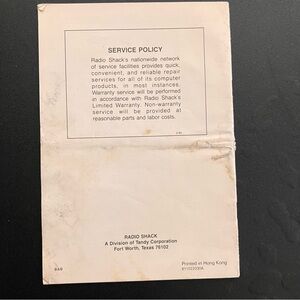 SERVICE POLICY
Radio Shack's nationwide network
of service facilities provides quick,
convenient, and reliable repair
services for all of its computer
products, in most instances.
Warranty service will be performed
in accordance with Radio Shack's
Limited Warranty. Non-warranty
service will be provided at
reasonable parts and labor costs.
RADIO SHACK
A Division of Tandy Corporation
Fort Worth, Texas 76102
Printed in Hong Kong